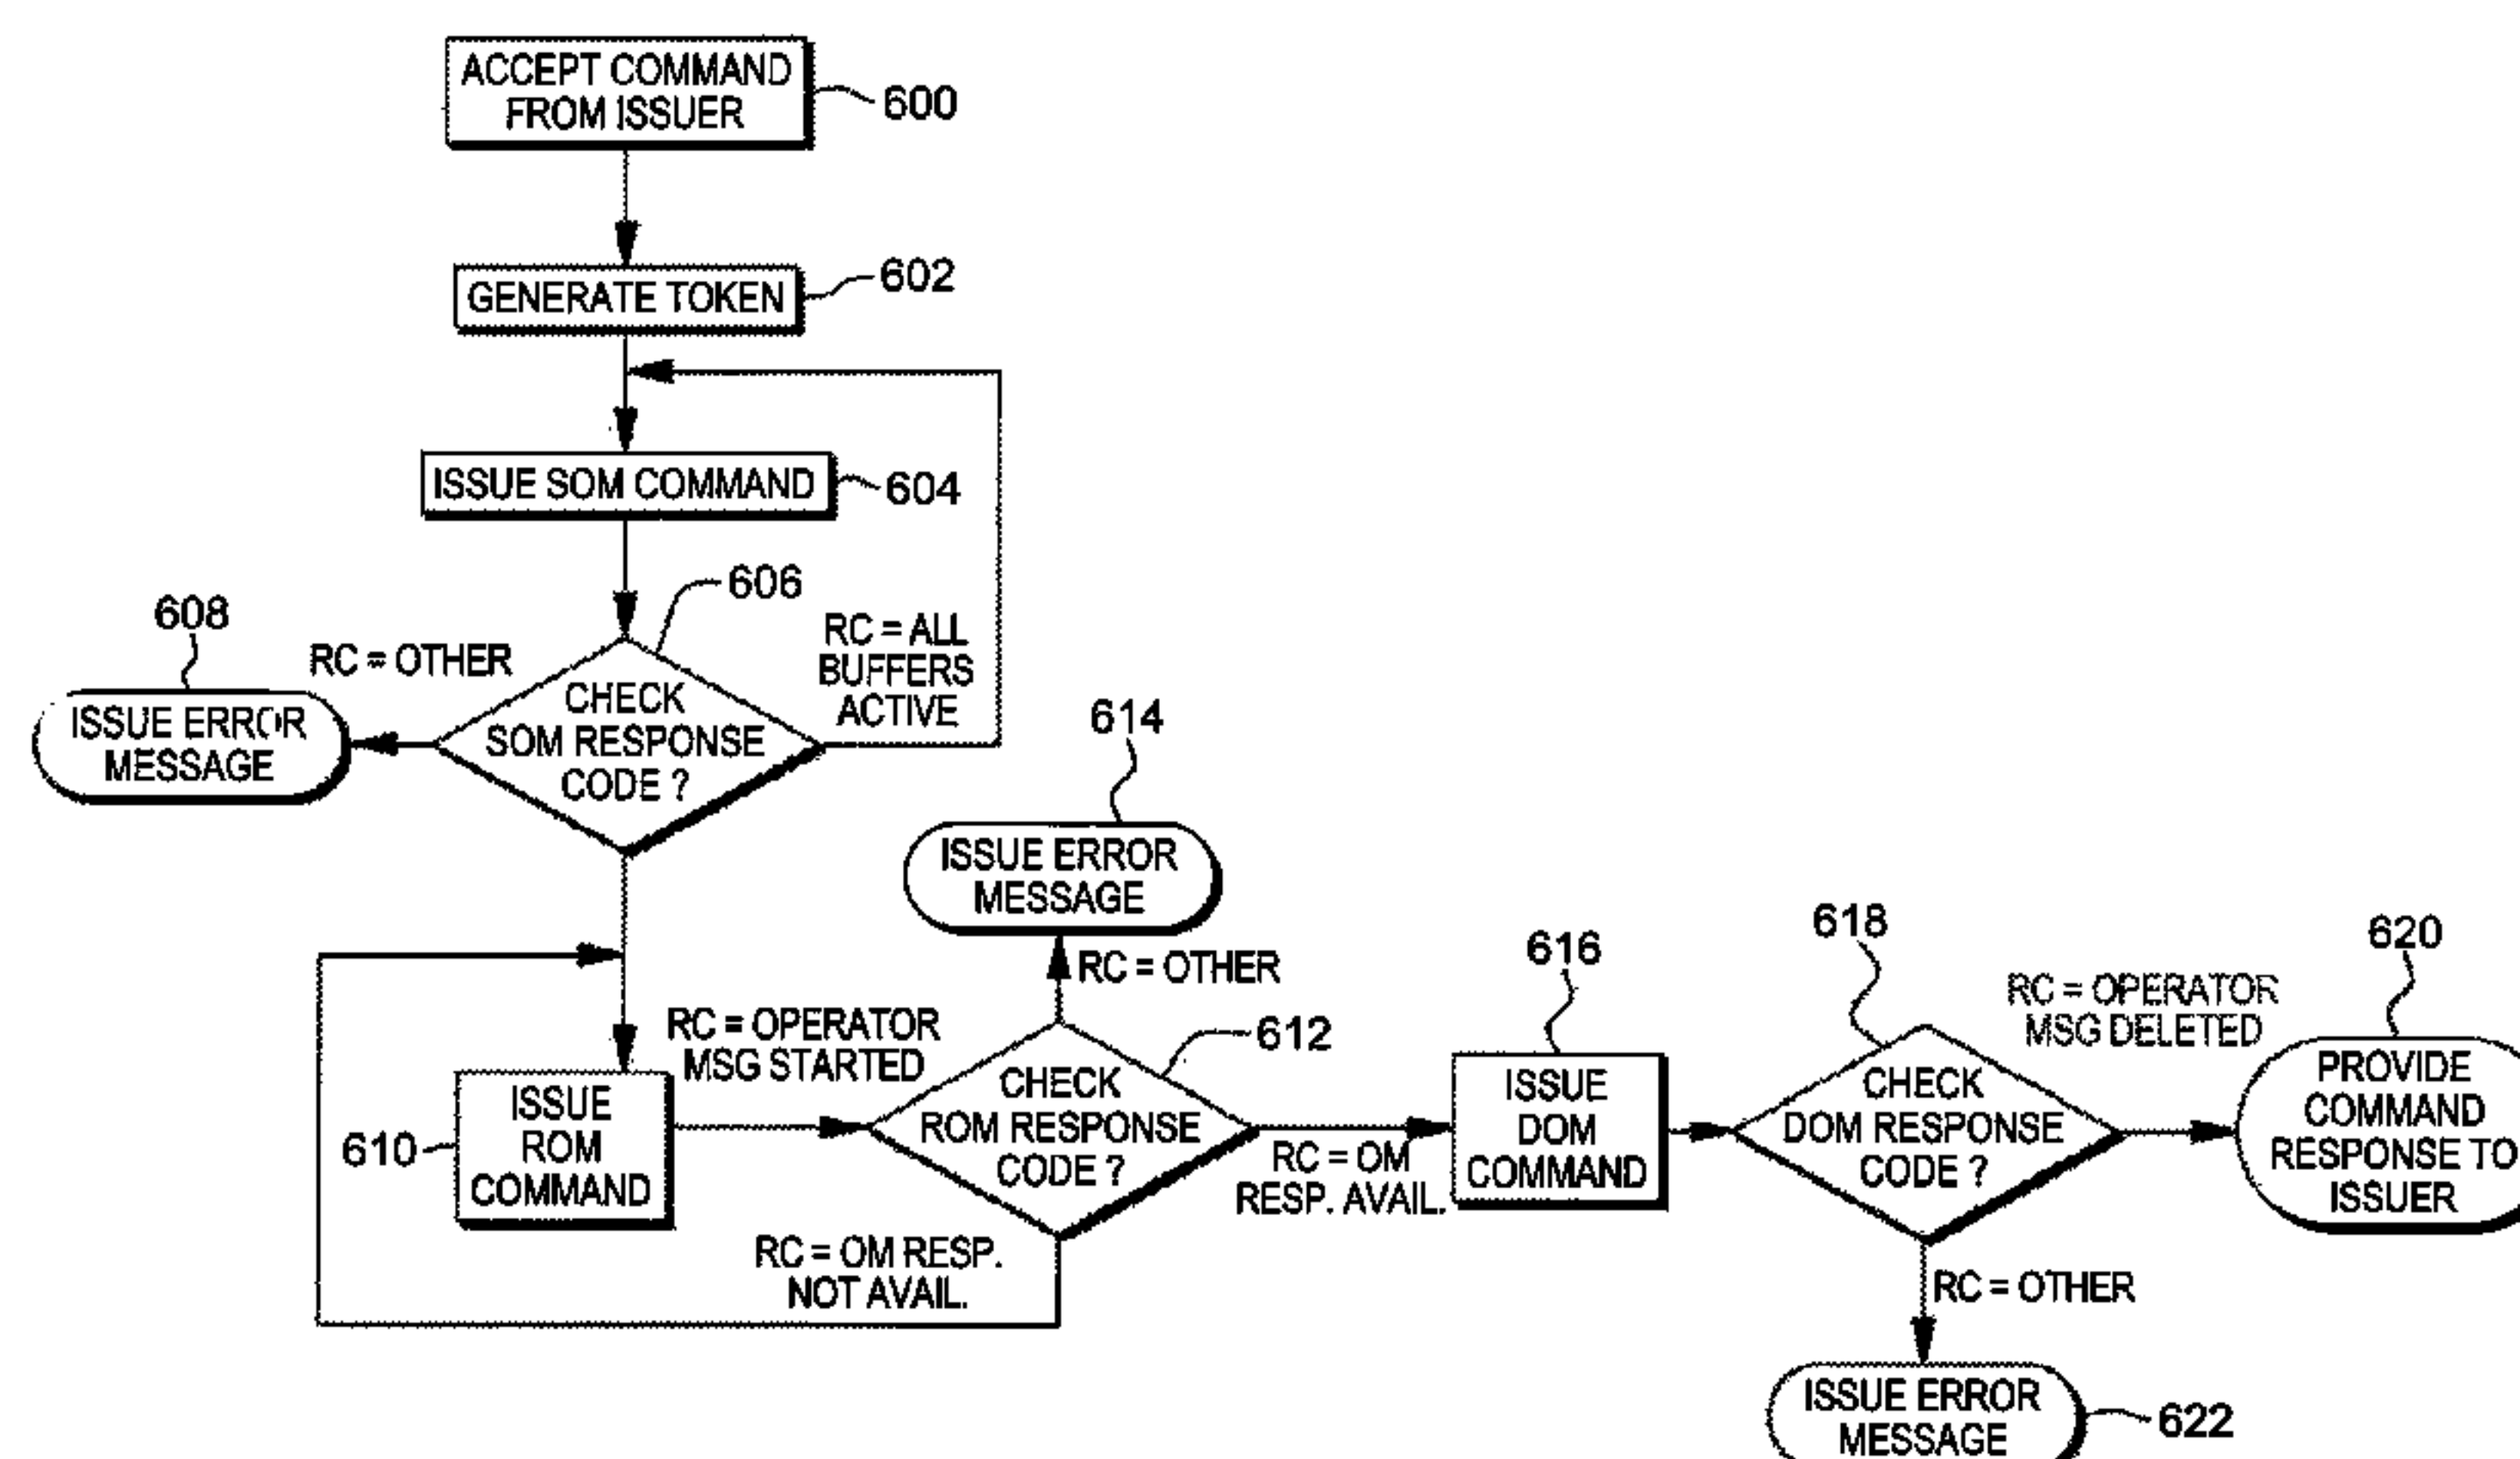 ACCEPT COMMAND
FROM ISSUER
600
GENERATE TOKEN
602
ISSUE SOM COMMAND
604
606
608
RC = OTHER
RC = ALL
BUFFERS
ACTIVE
ISSUE ERROR
MESSAGE
CHECK
SOM RESPONSE
CODE ?
614
ISSUE ERROR
MESSAGE
RC = OTHER
616
618
620
RC = OPERATOR
MSG DELETED
RC = OPERATOR
MSG STARTED
612
610
ISSUE
ROM
COMMAND
CHECK
ROM RESPONSE
CODE ?
RC = OM
RESP. AVAIL.
ISSUE
DOM
COMMAND
CHECK
DOM RESPONSE
CODE ?
PROVIDE
COMMAND
RESPONSE TO
ISSUER
RC = OM RESP.
NOT AVAIL.
RC = OTHER
ISSUE ERROR
MESSAGE
622